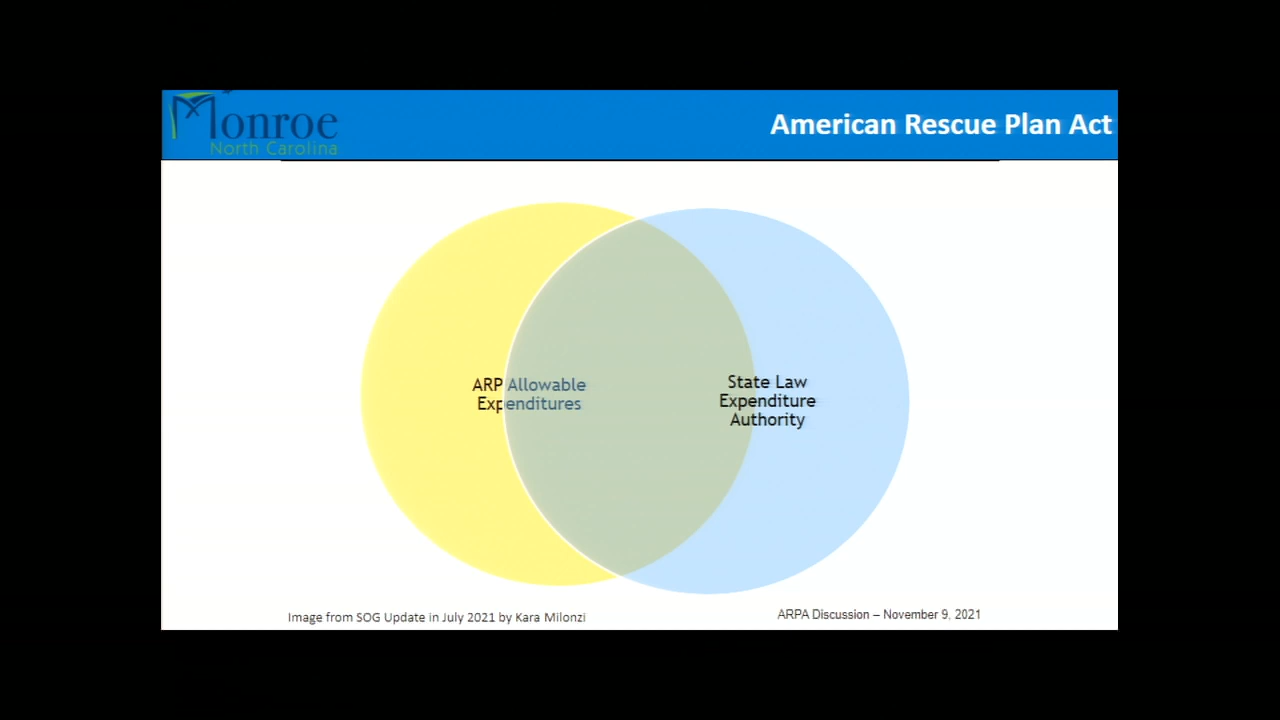 Monroe
North Carolina
American Rescue Plan Act
ARP Allowable
Expenditures
State Law
Expenditure
Authority
Image from SOG Update in July 2021 by Kara Milonzi
ARPA Discussion – November 9, 2021